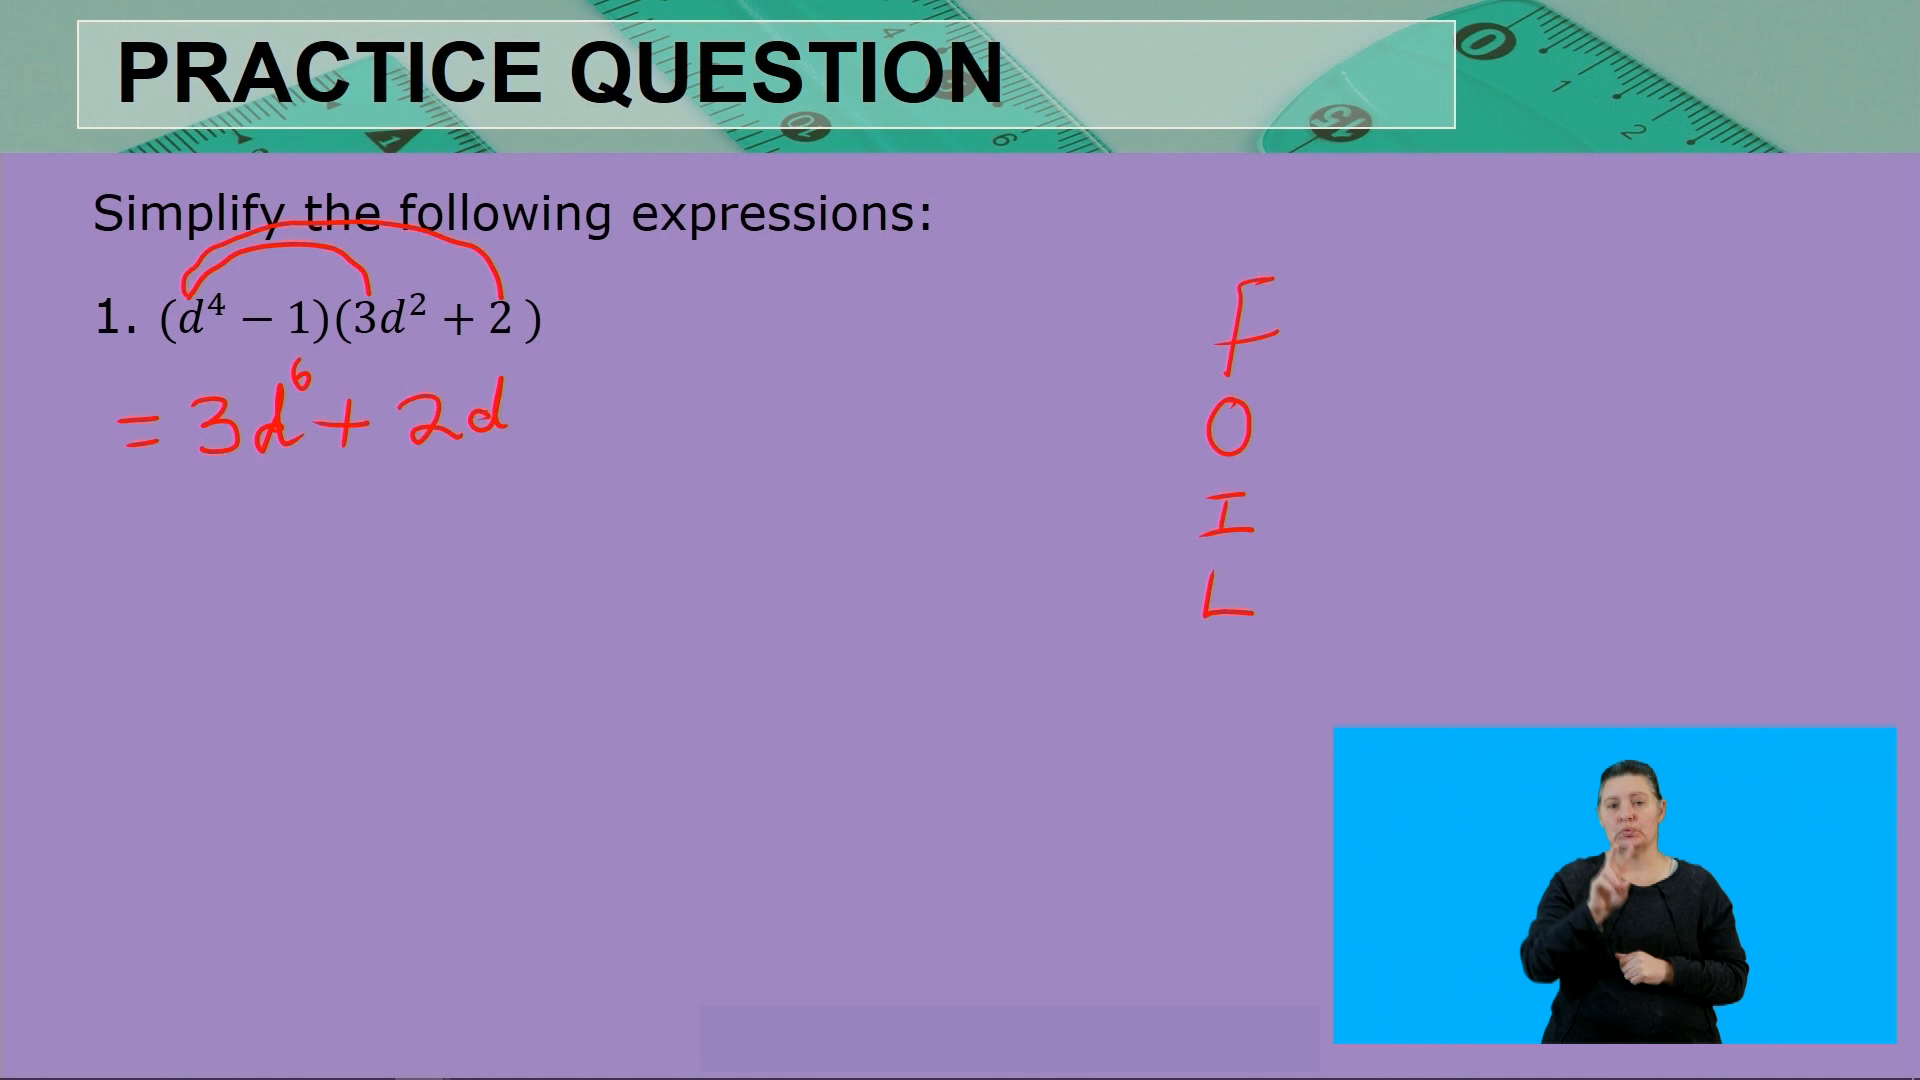 PRACTICE QUESTION
Simplify the following expressions:
1. (d⁴ − 1)(3d² + 2 )
= 3d⁶ + 2d
F
O
I
L